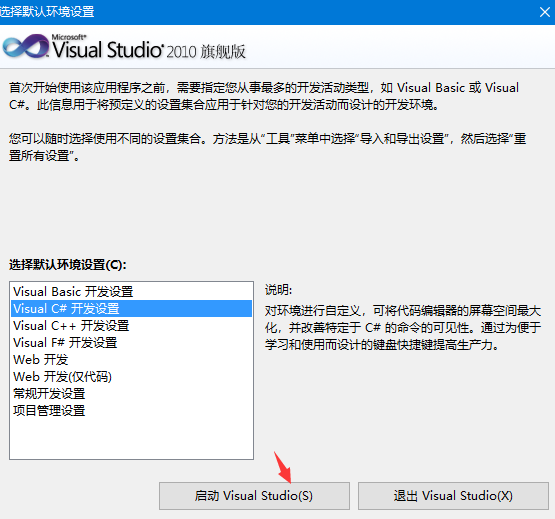 选择默认环境设置
Microsoft®
Visual Studio® 2010 旗舰版
首次开始使用该应用程序之前，需要指定您从事最多的开发活动类型，如 Visual Basic 或 Visual
C#。此信息用于将预定义的设置集合应用于针对您的开发活动而设计的开发环境。
您可以随时选择使用不同的设置集合。方法是从“工具”菜单中选择“导入和导出设置”，然后选择“重
置所有设置”。
选择默认环境设置(C):
Visual Basic 开发设置
Visual C# 开发设置
Visual C++ 开发设置
Visual F# 开发设置
Web 开发
Web 开发(仅代码)
常规开发设置
项目管理设置
说明:
对环境进行自定义，可将代码编辑器的屏幕空间最大
化，并改善特定于 C# 的命令的可见性。通过为便于
学习和使用而设计的键盘快捷键提高生产力。
启动 Visual Studio(S)
退出 Visual Studio(X)